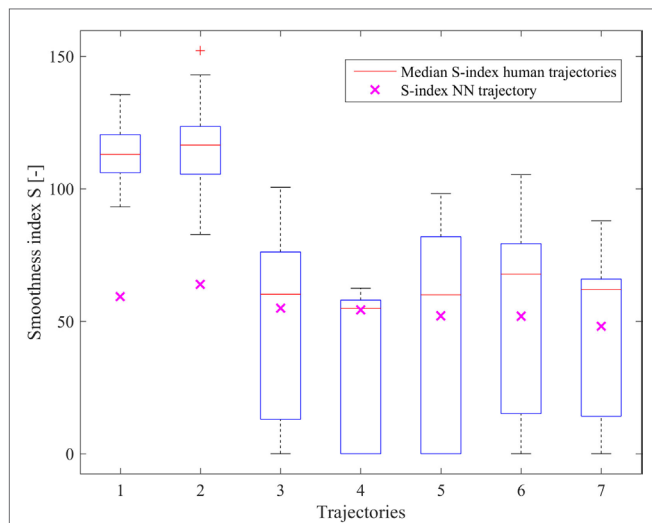 150
100
50
0
Smoothness index S [-]
Median S-index human trajectories
S-index NN trajectory
1 2 3 4 5 6 7
Trajectories